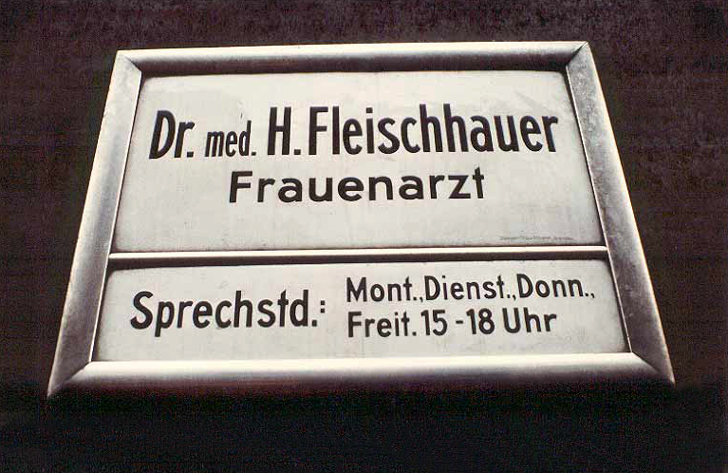 Dr. med. H. Fleischhauer
Frauenarzt
Sprechstd.: Mont., Dienst., Donn.,
Freit. 15 - 18 Uhr